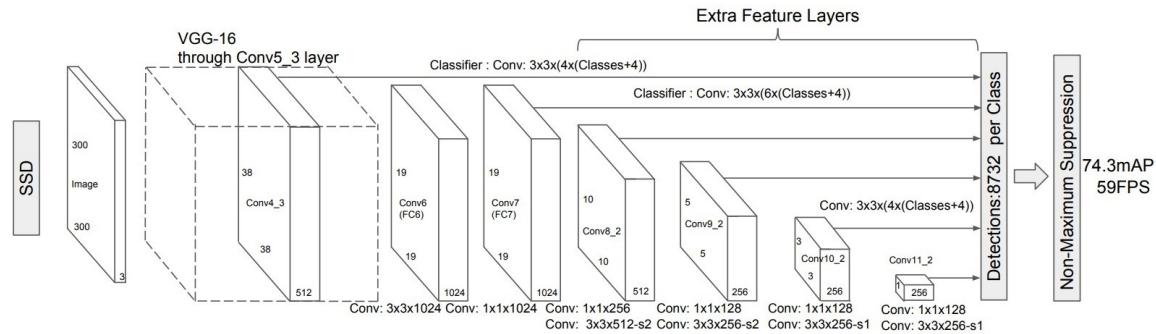 Extra Feature Layers
VGG-16
through Conv5_3 layer
Classifier : Conv: 3x3x(4x(Classes+4))
Classifier : Conv: 3x3x(6x(Classes+4))
SSD
300
Image
300
3
38
Conv4_3
38
512
19
Conv6
(FC6)
19
1024
19
Conv7
(FC7)
19
1024
10
Conv8_2
10
512
5
Conv9_2
5
256
Conv: 3x3x(4x(Classes+4))
3
Conv10_2
3
256
Conv11_2
1
256
Detections:8732 per Class
Non-Maximum Suppression
74.3mAP
59FPS
Conv: 3x3x1024
Conv: 1x1x1024
Conv: 1x1x256
Conv: 3x3x512-s2
Conv: 1x1x128
Conv: 3x3x256-s2
Conv: 1x1x128
Conv: 3x3x256-s1
Conv: 1x1x128
Conv: 3x3x256-s1